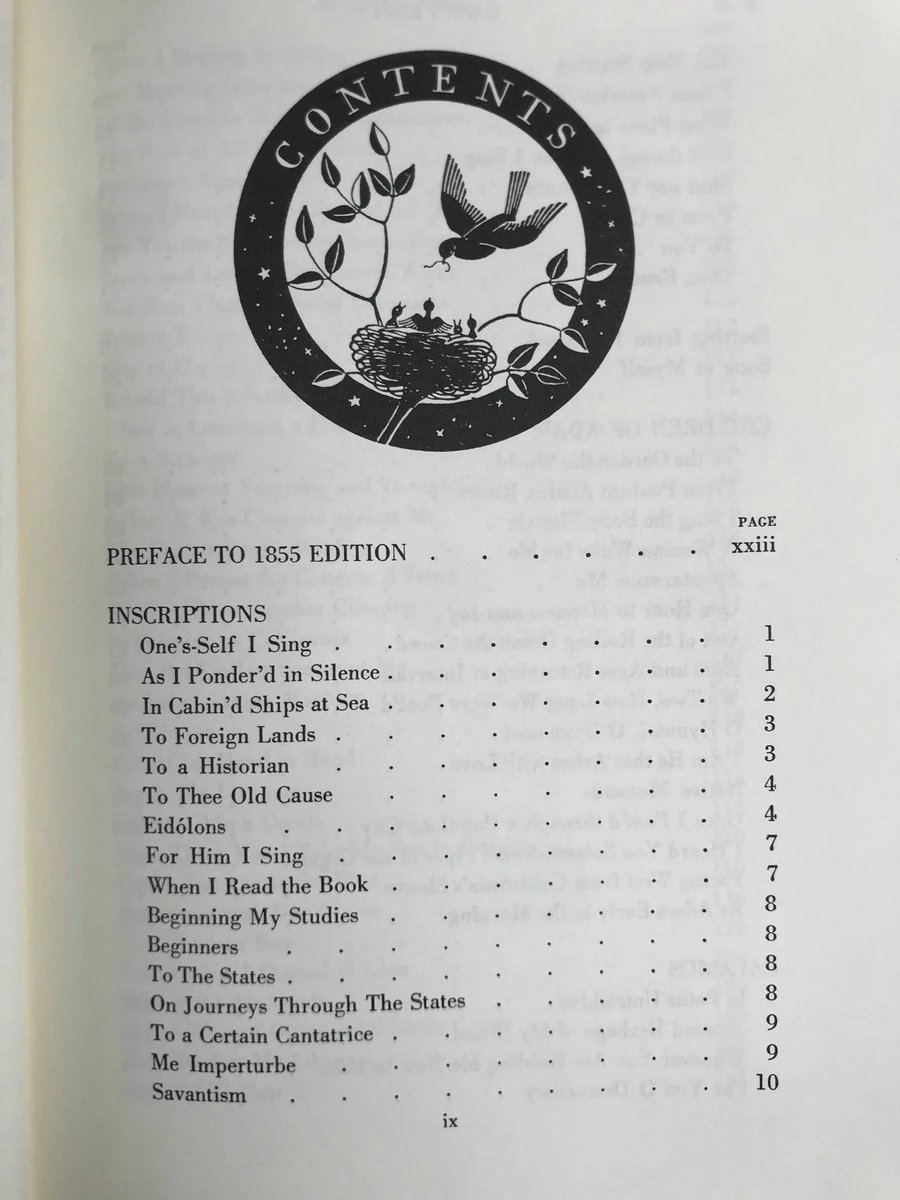 CONTENTS
PAGE
PREFACE TO 1855 EDITION . . . . . . xxiii
INSCRIPTIONS
One's-Self I Sing . . . . . . . . 1
As I Ponder'd in Silence . . . . . . . 1
In Cabin'd Ships at Sea . . . . . . . 2
To Foreign Lands . . . . . . . . 3
To a Historian . . . . . . . . 3
To Thee Old Cause . . . . . . . 4
Eidólons . . . . . . . . . 4
For Him I Sing . . . . . . . . 7
When I Read the Book . . . . . . . 7
Beginning My Studies . . . . . . . 8
Beginners . . . . . . . . . 8
To The States . . . . . . . . . 8
On Journeys Through The States . . . . . 8
To a Certain Cantatrice . . . . . . . 9
Me Imperturbe . . . . . . . . 9
Savantism . . . . . . . . . 10
ix